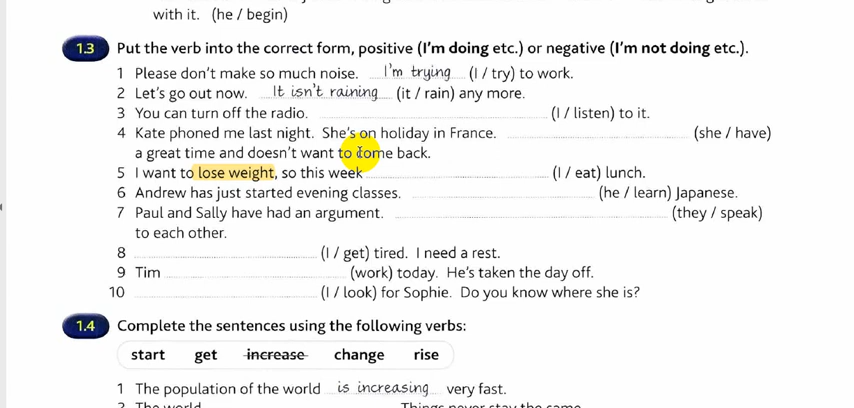 with it. (he / begin)
1.3 Put the verb into the correct form, positive (I'm doing etc.) or negative (I'm not doing etc.).
1 Please don't make so much noise. I'm trying (I / try) to work.
2 Let's go out now. It isn't raining (it / rain) any more.
3 You can turn off the radio. (I / listen) to it.
4 Kate phoned me last night. She's on holiday in France. (she / have)
a great time and doesn't want to come back.
5 I want to lose weight, so this week (I / eat) lunch.
6 Andrew has just started evening classes. (he / learn) Japanese.
7 Paul and Sally have had an argument. (they / speak)
to each other.
8 (I / get) tired. I need a rest.
9 Tim (work) today. He's taken the day off.
10 (I / look) for Sophie. Do you know where she is?
1.4 Complete the sentences using the following verbs:
start get increase change rise
1 The population of the world is increasing very fast.
2 The world Things never stay the same.